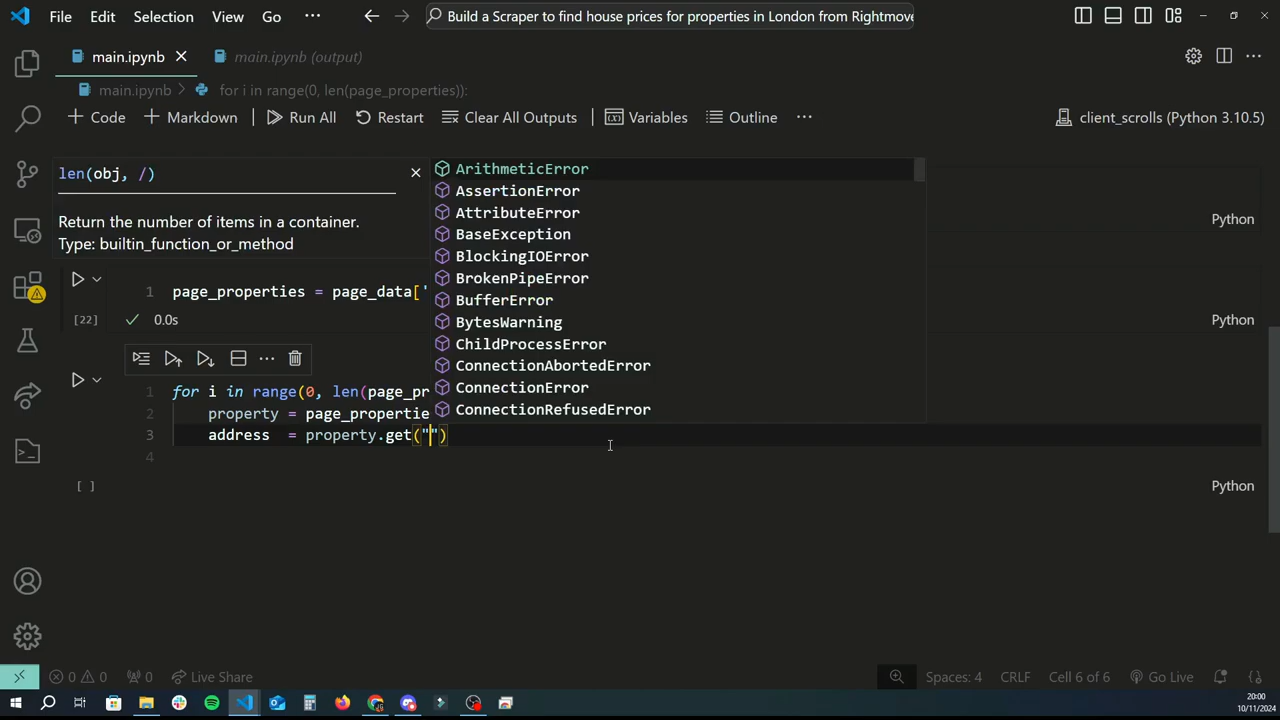 File Edit Selection View Go ··· Build a Scraper to find house prices for properties in London from Rightmove
main.ipynb main.ipynb (output)
main.ipynb > for i in range(0, len(page_properties):
+ Code + Markdown Run All Restart Clear All Outputs Variables Outline ··· client_scrolls (Python 3.10.5)
len(obj, /)
Return the number of items in a container.
Type: builtin_function_or_method
ArithmeticError
AssertionError
AttributeError
BaseException
BlockingIOError
BrokenPipeError
BufferError
BytesWarning
ChildProcessError
ConnectionAbortedError
ConnectionError
ConnectionRefusedError
Python
1 page_properties = page_data['
[22] 0.0s Python
1 for i in range(0, len(page_pr
2 property = page_propertie
3 address = property.get("")
4
[ ] Python
0 0 0 Live Share Spaces: 4 CRLF Cell 6 of 6 Go Live
20:00
10/11/2024